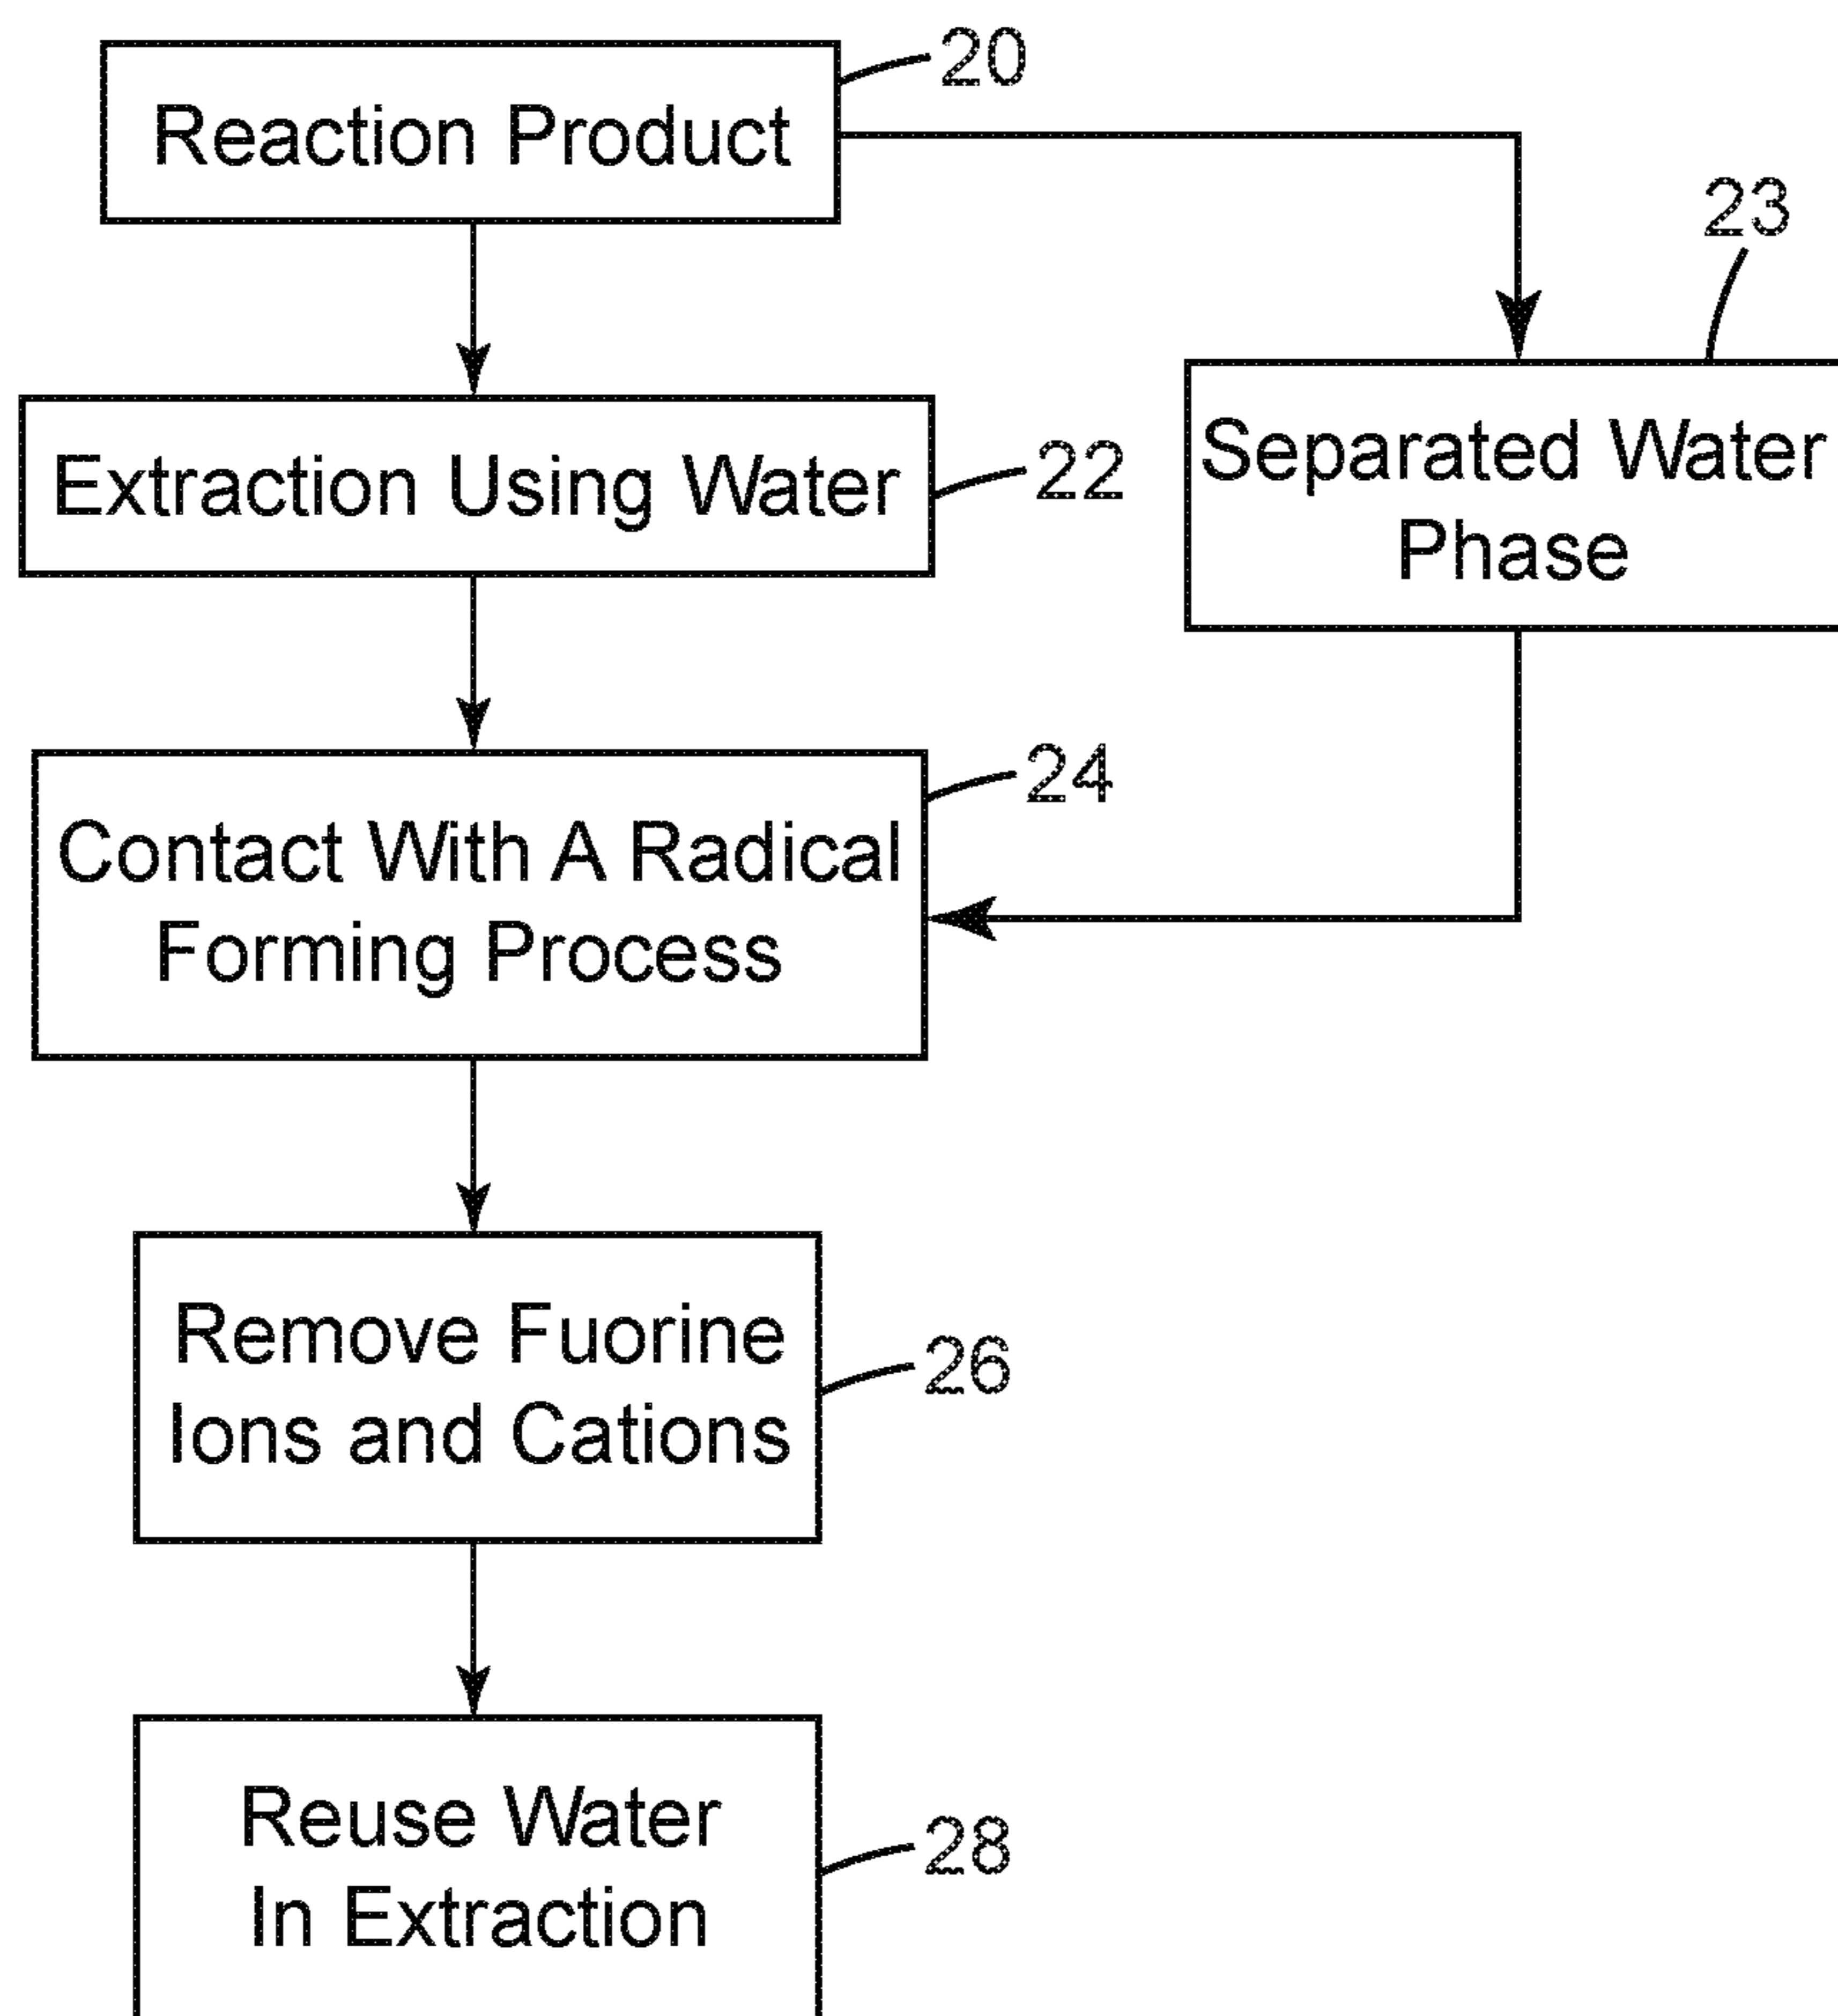 20
Reaction Product
23
Extraction Using Water
22
Separated Water
Phase
24
Contact With A Radical
Forming Process
Remove Fuorine
Ions and Cations
26
Reuse Water
In Extraction
28